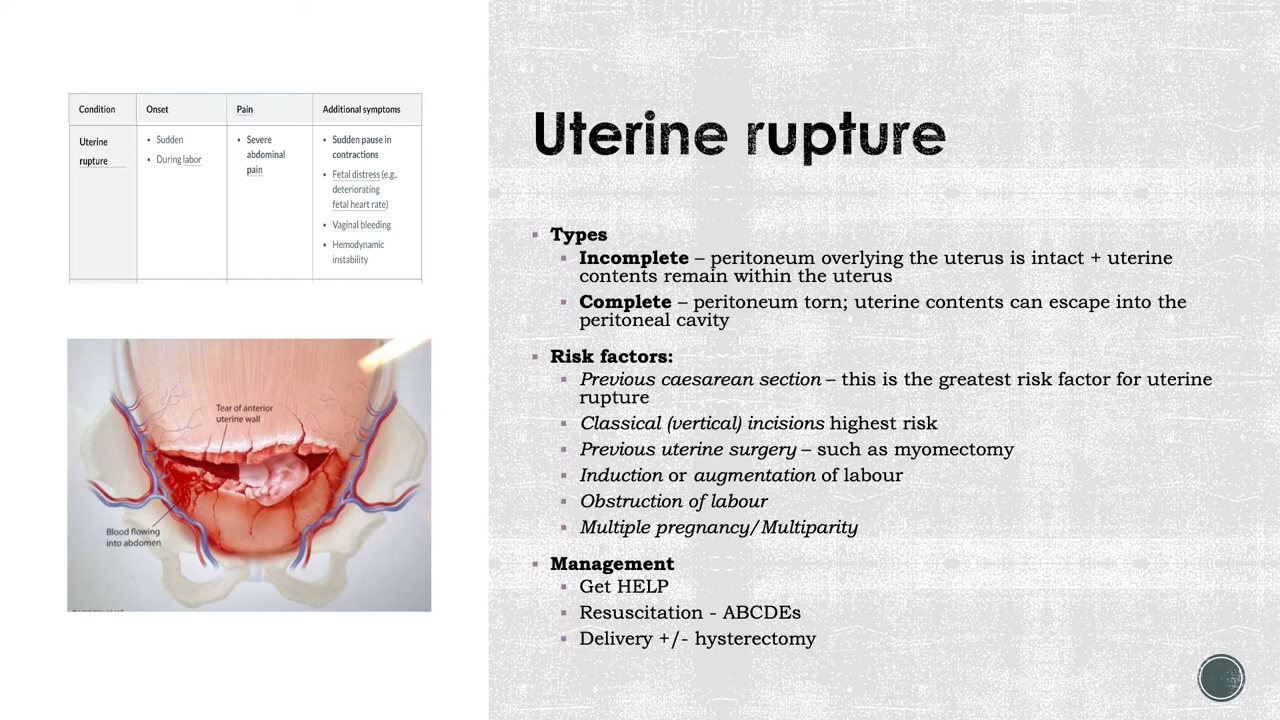 Condition
Onset
Pain
Additional symptoms
Uterine
rupture
• Sudden
• During labor
• Severe
abdominal
pain
• Sudden pause in
contractions
• Fetal distress (e.g.,
deteriorating
fetal heart rate)
• Vaginal bleeding
• Hemodynamic
instability
Tear of anterior
uterine wall
Blood flowing
into abdomen
Uterine rupture
▪ Types
▪ Incomplete – peritoneum overlying the uterus is intact + uterine
contents remain within the uterus
▪ Complete – peritoneum torn; uterine contents can escape into the
peritoneal cavity
▪ Risk factors:
▪ Previous caesarean section – this is the greatest risk factor for uterine
rupture
▪ Classical (vertical) incisions highest risk
▪ Previous uterine surgery – such as myomectomy
▪ Induction or augmentation of labour
▪ Obstruction of labour
▪ Multiple pregnancy/Multiparity
▪ Management
▪ Get HELP
▪ Resuscitation - ABCDEs
▪ Delivery +/- hysterectomy